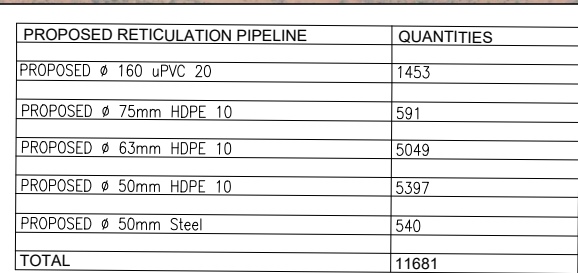 PROPOSED RETICULATION PIPELINE QUANTITIES
PROPOSED ø 160 uPVC 20 1453
PROPOSED ø 75mm HDPE 10 591
PROPOSED ø 63mm HDPE 10 5049
PROPOSED ø 50mm HDPE 10 5397
PROPOSED ø 50mm Steel 540
TOTAL 11681